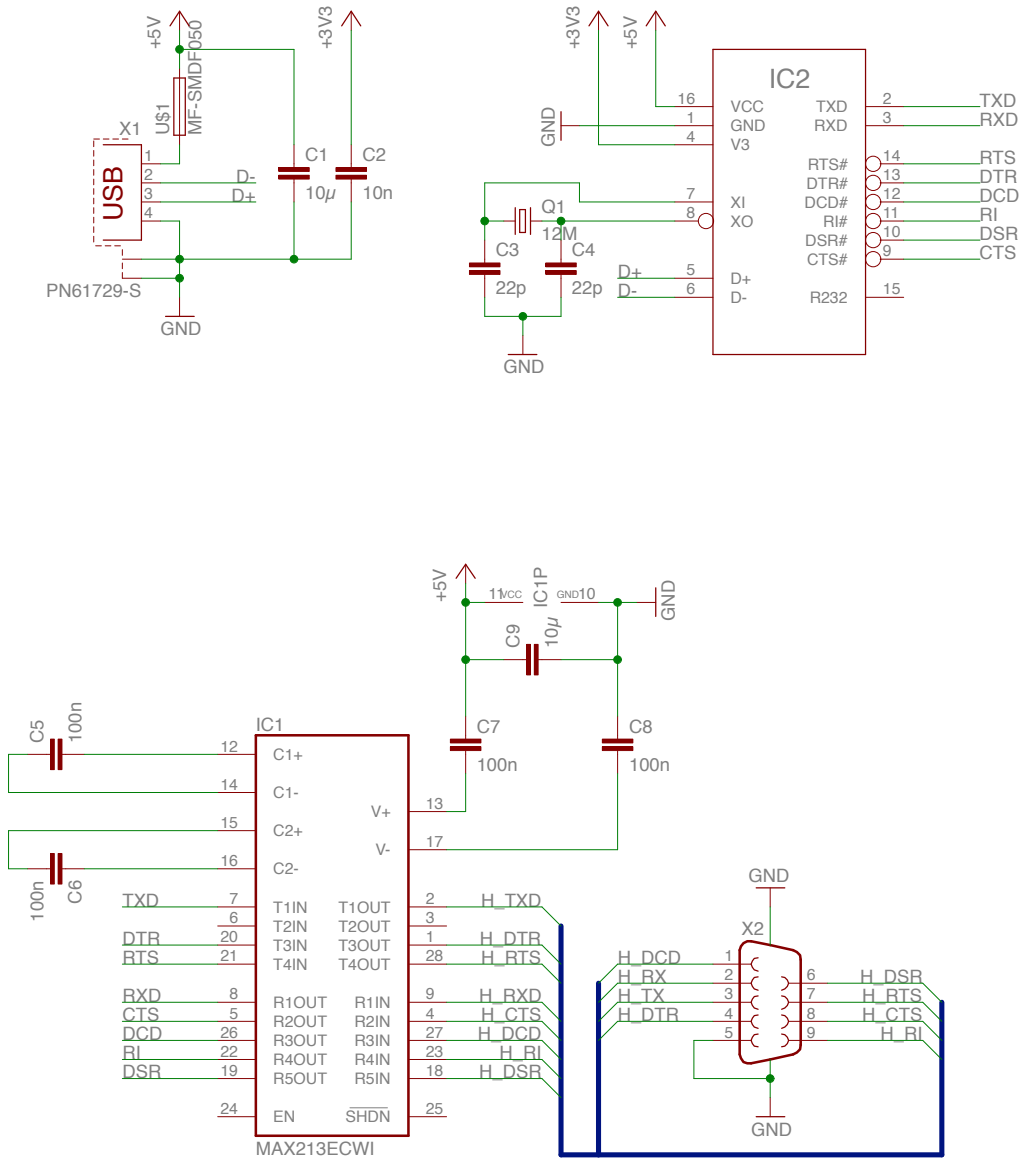 +5V
U$1
MF-SMDF050
+3V3
X1
USB
1
2
3
4
D-
D+
C1
10µ
C2
10n
PN61729-S
GND
+3V3
+5V
GND
IC2
16
VCC
1
GND
4
V3
7
XI
8
XO
5
D+
6
D-
TXD
2
TXD
RXD
3
RXD
RTS#
14
RTS
DTR#
13
DTR
DCD#
12
DCD
RI#
11
RI
DSR#
10
DSR
CTS#
9
CTS
R232
15
Q1
12M
C3
22p
C4
22p
D+
D-
GND
+5V
11
VCC
IC1P
GND
10
GND
C9
10µ
C7
100n
C8
100n
C5
100n
C6
100n
IC1
12
C1+
14
C1-
15
C2+
16
C2-
V+
13
V-
17
TXD
7
T1IN
T1OUT
2
H_TXD
6
T2IN
T2OUT
3
DTR
20
T3IN
T3OUT
1
H_DTR
RTS
21
T4IN
T4OUT
28
H_RTS
RXD
8
R1OUT
R1IN
9
H_RXD
CTS
5
R2OUT
R2IN
4
H_CTS
DCD
26
R3OUT
R3IN
27
H_DCD
RI
22
R4OUT
R4IN
23
H_RI
DSR
19
R5OUT
R5IN
18
H_DSR
24
EN
SHDN
25
MAX213ECWI
GND
X2
H_DCD
1
H_RX
2
H_TX
3
H_DTR
4
5
6
H_DSR
7
H_RTS
8
H_CTS
9
H_RI
GND